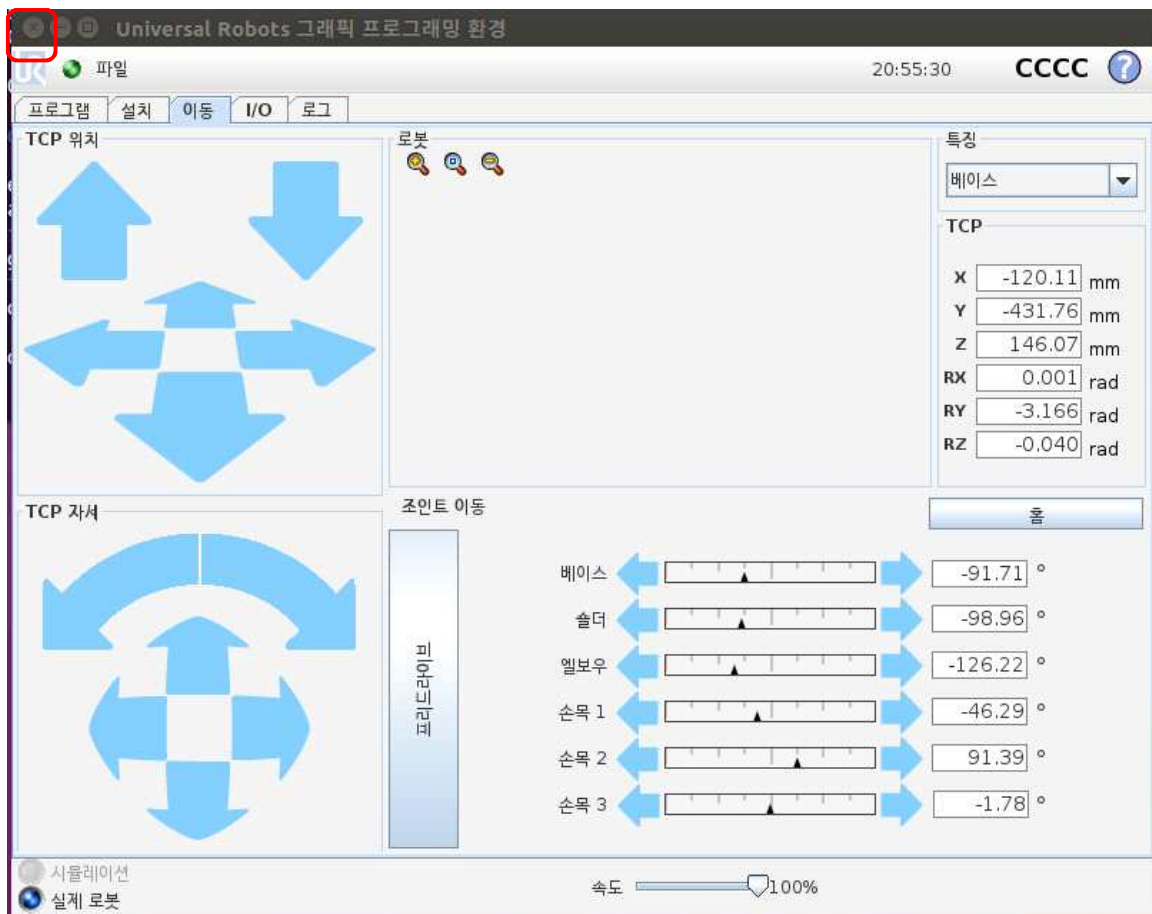 Universal Robots 그래픽 프로그래밍 환경
UR 파일 20:55:30 CCCC ?
프로그램 설치 이동 I/O 로그
TCP 위치
로봇
특징
베이스
TCP
X -120.11 mm
Y -431.76 mm
Z 146.07 mm
RX 0.001 rad
RY -3.166 rad
RZ -0.040 rad
TCP 자세
조인트 이동
홈
프리드라이브
베이스 -91.71 °
숄더 -98.96 °
엘보우 -126.22 °
손목 1 -46.29 °
손목 2 91.39 °
손목 3 -1.78 °
시뮬레이션
실제 로봇
속도 100%